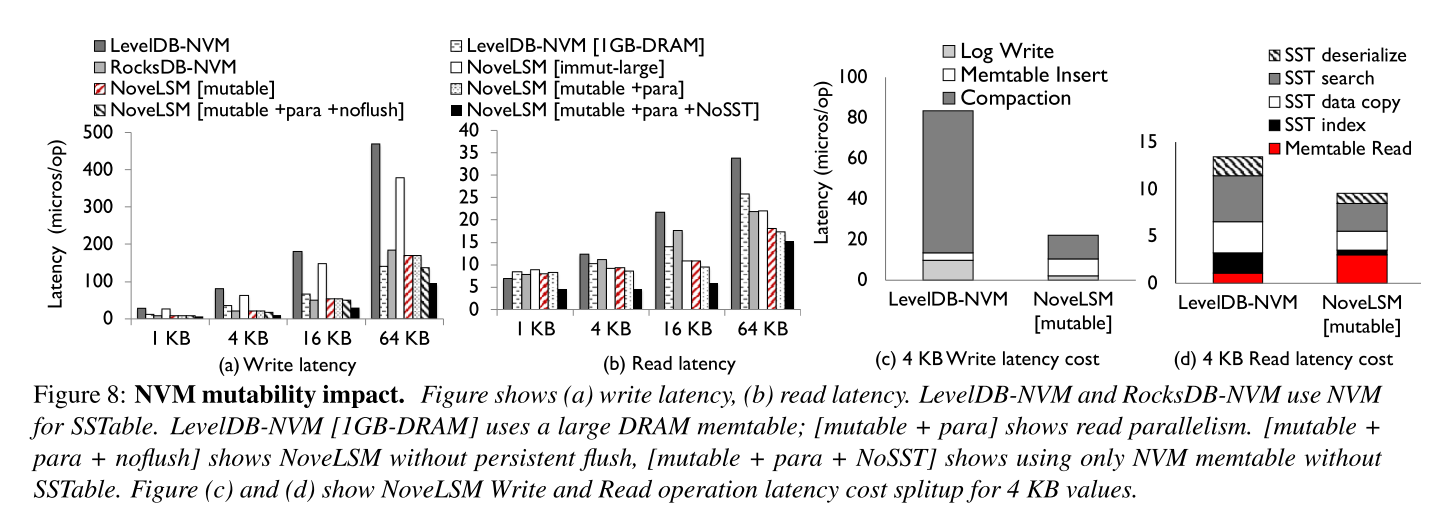 LevelDB-NVM
RocksDB-NVM
NoveLSM [mutable]
NoveLSM [mutable +para +noflush]
LevelDB-NVM [1GB-DRAM]
NoveLSM [immut-large]
NoveLSM [mutable +para]
NoveLSM [mutable +para +NoSST]
Latency (micros/op)
500
400
300
200
100
0
1 KB 4 KB 16 KB 64 KB
(a) Write latency
40
35
30
25
20
15
10
5
0
1 KB 4 KB 16 KB 64 KB
(b) Read latency
Log Write
Memtable Insert
Compaction
Latency (micros/op)
100
80
60
40
20
0
LevelDB-NVM NoveLSM
[mutable]
(c) 4 KB Write latency cost
SST deserialize
SST search
SST data copy
SST index
Memtable Read
15
10
5
0
LevelDB-NVM NoveLSM
[mutable]
(d) 4 KB Read latency cost
Figure 8: NVM mutability impact. Figure shows (a) write latency, (b) read latency. LevelDB-NVM and RocksDB-NVM use NVM
for SSTable. LevelDB-NVM [1GB-DRAM] uses a large DRAM memtable; [mutable + para] shows read parallelism. [mutable +
para + noflush] shows NoveLSM without persistent flush, [mutable + para + NoSST] shows using only NVM memtable without
SSTable. Figure (c) and (d) show NoveLSM Write and Read operation latency cost splitup for 4 KB values.